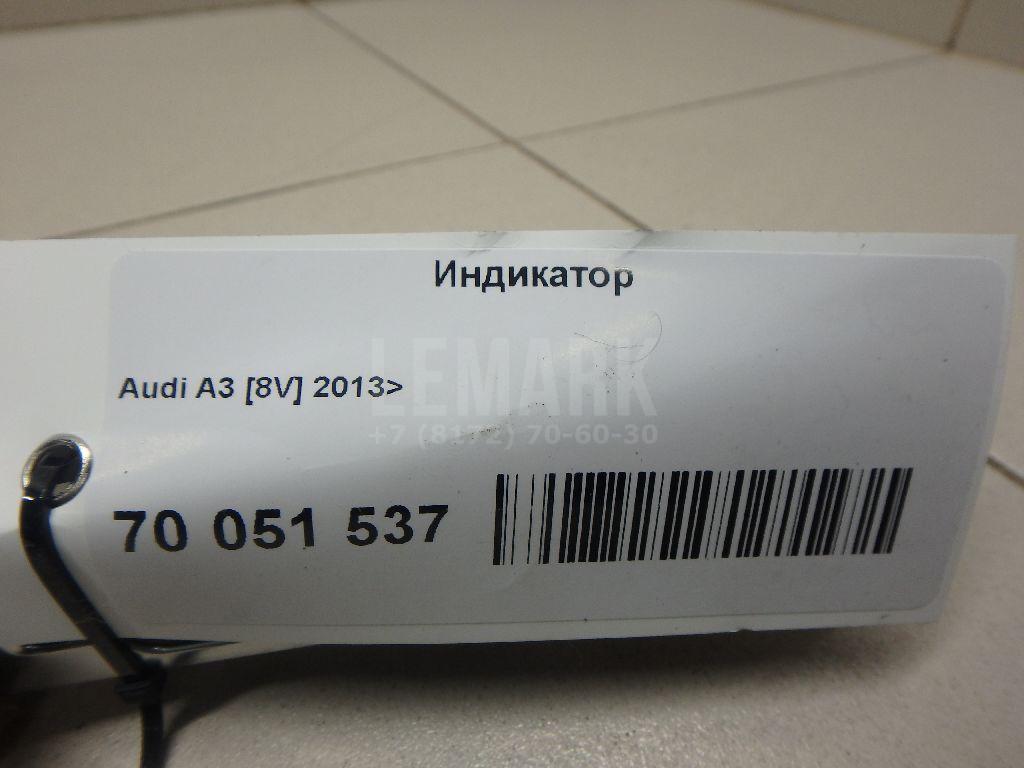 Индикатор
Audi A3 [8V] 2013>
LEMARK
+7 (8172) 70-60-30
70 051 537